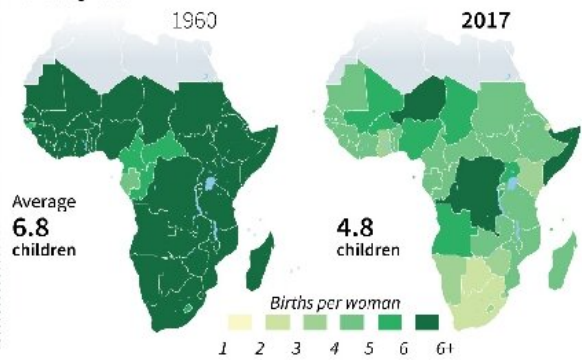 1960
2017
Average
6.8
children
4.8
children
Births per woman
1 2 3 4 5 6 6+